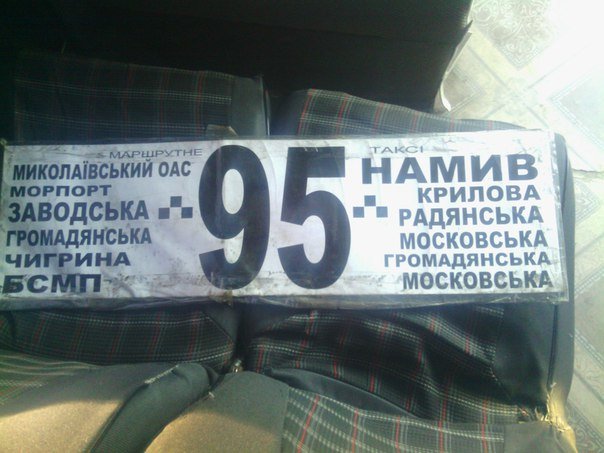 МАРШРУТНЕ ТАКСІ
МИКОЛАЇВСЬКИЙ ОАС
МОРПОРТ
ЗАВОДСЬКА
ГРОМАДЯНСЬКА
ЧИГРИНА
БСМП
95
НАМИВ
КРИЛОВА
РАДЯНСЬКА
МОСКОВСЬКА
ГРОМАДЯНСЬКА
МОСКОВСЬКА